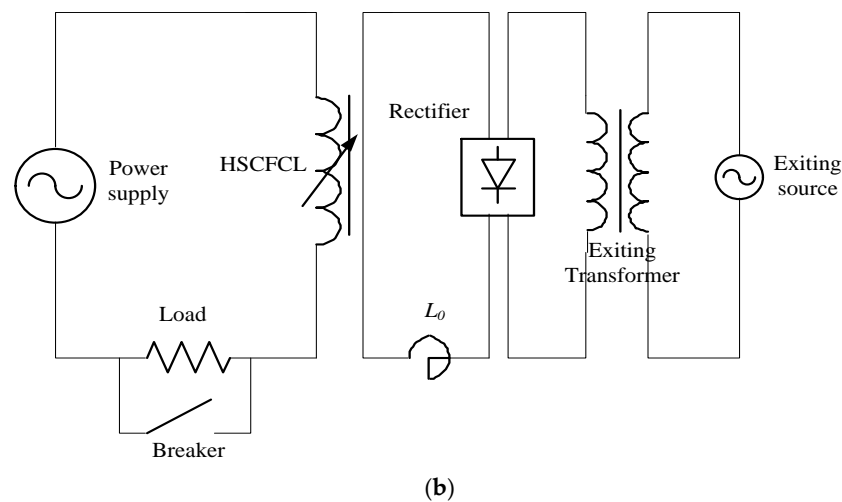 Rectifier
Power
supply
HSCFCL
Exiting
source
Exiting
Transformer
Load
L0
Breaker
(b)